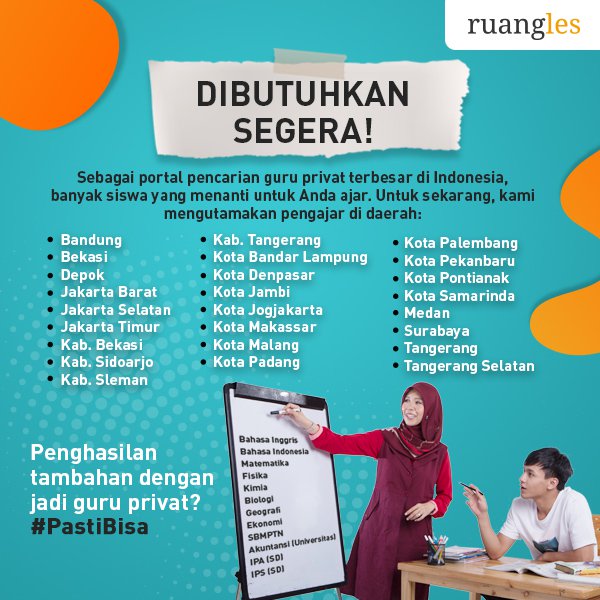 ruangles
DIBUTUHKAN
SEGERA!
Sebagai portal pencarian guru privat terbesar di Indonesia,
banyak siswa yang menanti untuk Anda ajar. Untuk sekarang, kami
mengutamakan pengajar di daerah:
• Bandung
• Bekasi
• Depok
• Jakarta Barat
• Jakarta Selatan
• Jakarta Timur
• Kab. Bekasi
• Kab. Sidoarjo
• Kab. Sleman
• Kab. Tangerang
• Kota Bandar Lampung
• Kota Denpasar
• Kota Jambi
• Kota Jogjakarta
• Kota Makassar
• Kota Malang
• Kota Padang
• Kota Palembang
• Kota Pekanbaru
• Kota Pontianak
• Kota Samarinda
• Medan
• Surabaya
• Tangerang
• Tangerang Selatan
Penghasilan
tambahan dengan
jadi guru privat?
#PastiBisa
Bahasa Inggris
Bahasa Indonesia
Matematika
Fisika
Kimia
Biologi
Geografi
Ekonomi
SBMPTN
Akuntansi (Universitas)
IPA (SD)
IPS (SD)